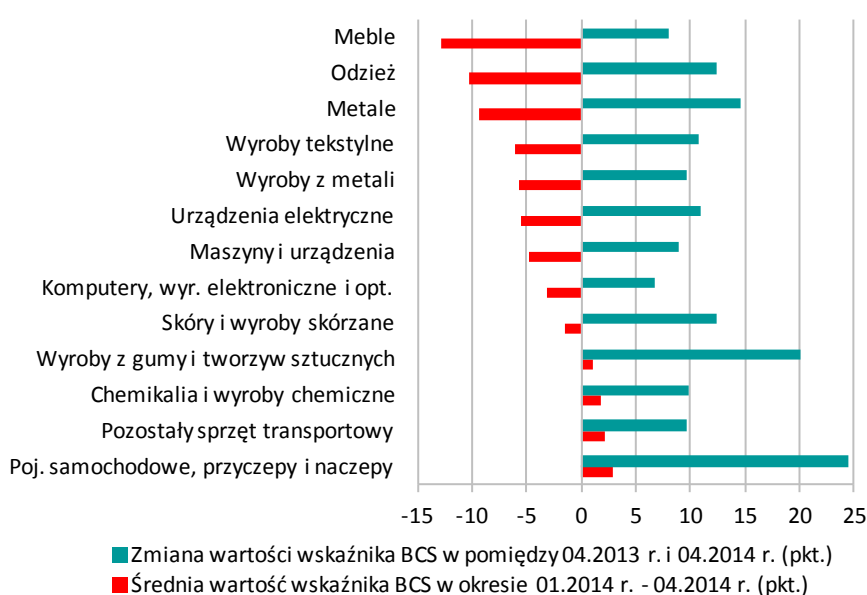 Meble
Odzież
Metale
Wyroby tekstylne
Wyroby z metali
Urządzenia elektryczne
Maszyny i urządzenia
Komputery, wyr. elektroniczne i opt.
Skóry i wyroby skórzane
Wyroby z gumy i tworzyw sztucznych
Chemikalia i wyroby chemiczne
Pozostały sprzęt transportowy
Poj. samochodowe, przyczepy i naczepy
-15 -10 -5 0 5 10 15 20 25
Zmiana wartości wskaźnika BCS w pomiędzy 04.2013 r. i 04.2014 r. (pkt.)
Średnia wartość wskaźnika BCS w okresie 01.2014 r. - 04.2014 r. (pkt.)